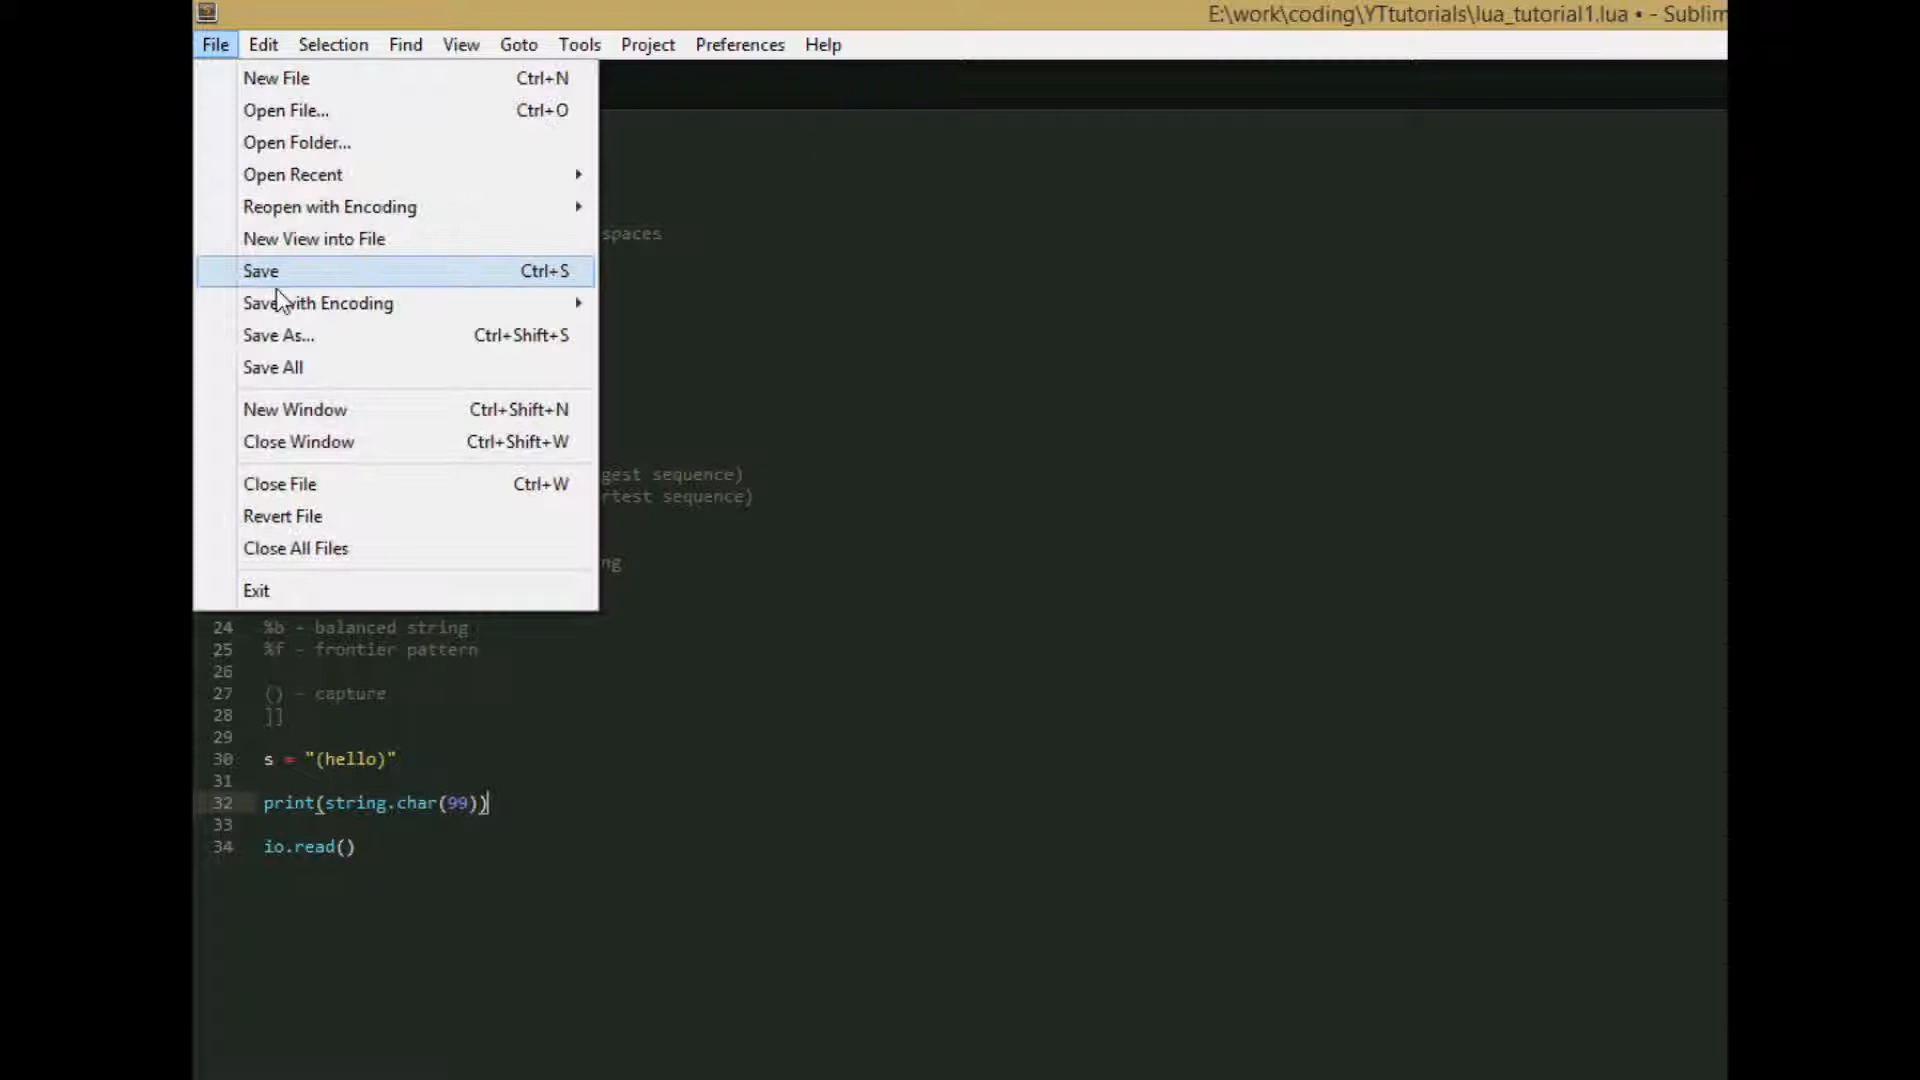 E:\work\coding\YTtutorials\lua_tutorial1.lua • - Sublim
File Edit Selection Find View Goto Tools Project Preferences Help
New File Ctrl+N
Open File... Ctrl+O
Open Folder...
Open Recent
Reopen with Encoding
New View into File
spaces
Save Ctrl+S
Save with Encoding
Save As... Ctrl+Shift+S
Save All
New Window Ctrl+Shift+N
Close Window Ctrl+Shift+W
gest sequence)
Close File Ctrl+W
rtest sequence)
Revert File
Close All Files
ng
Exit
24 %b - balanced string
25 %f - frontier pattern
26
27 () - capture
28 ]]
29
30 s = "(hello)"
31
32 print(string.char(99))
33
34 io.read()